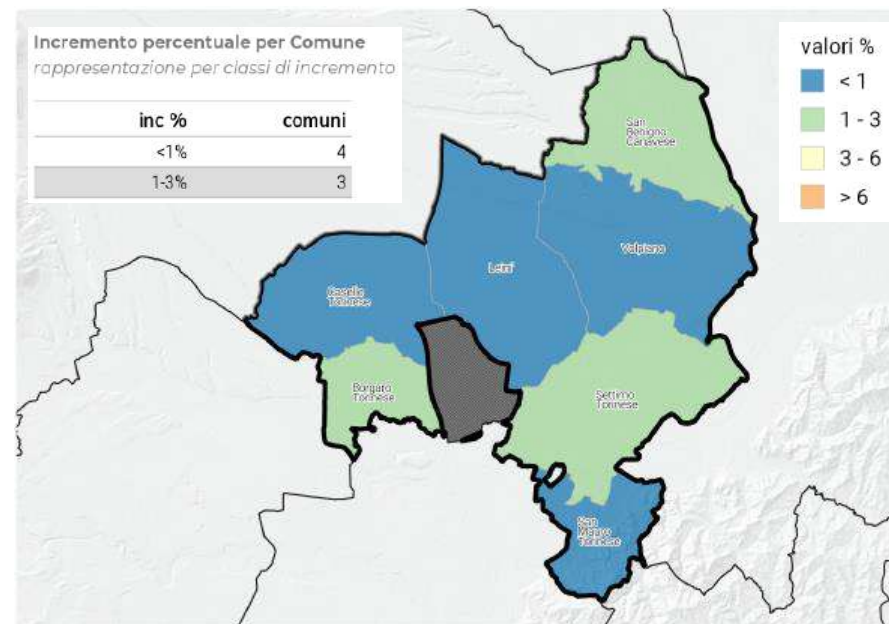 Incremento percentuale per Comune
rappresentazione per classi di incremento
inc % comuni
<1% 4
1-3% 3
valori %
< 1
1 - 3
3 - 6
> 6
San
Benigno
Canavese
Volpiano
Leini'
Caselle
Torinese
Borgaro
Torinese
Settimo
Torinese
San
Mauro
Torinese